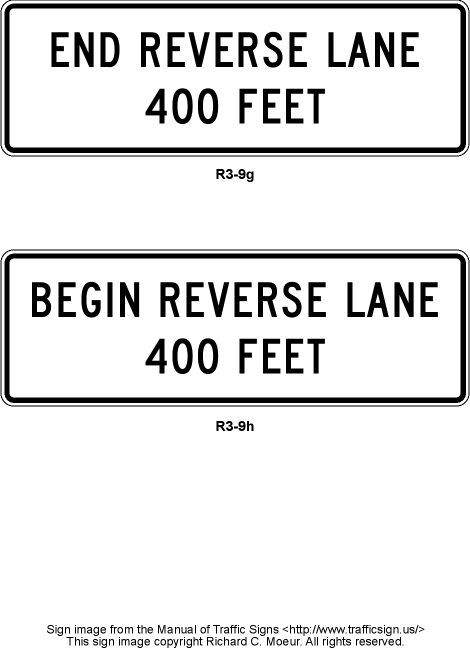 END REVERSE LANE
400 FEET
R3-9g
BEGIN REVERSE LANE
400 FEET
R3-9h
Sign image from the Manual of Traffic Signs <http://www.trafficsign.us/>
This sign image copyright Richard C. Moeur. All rights reserved.